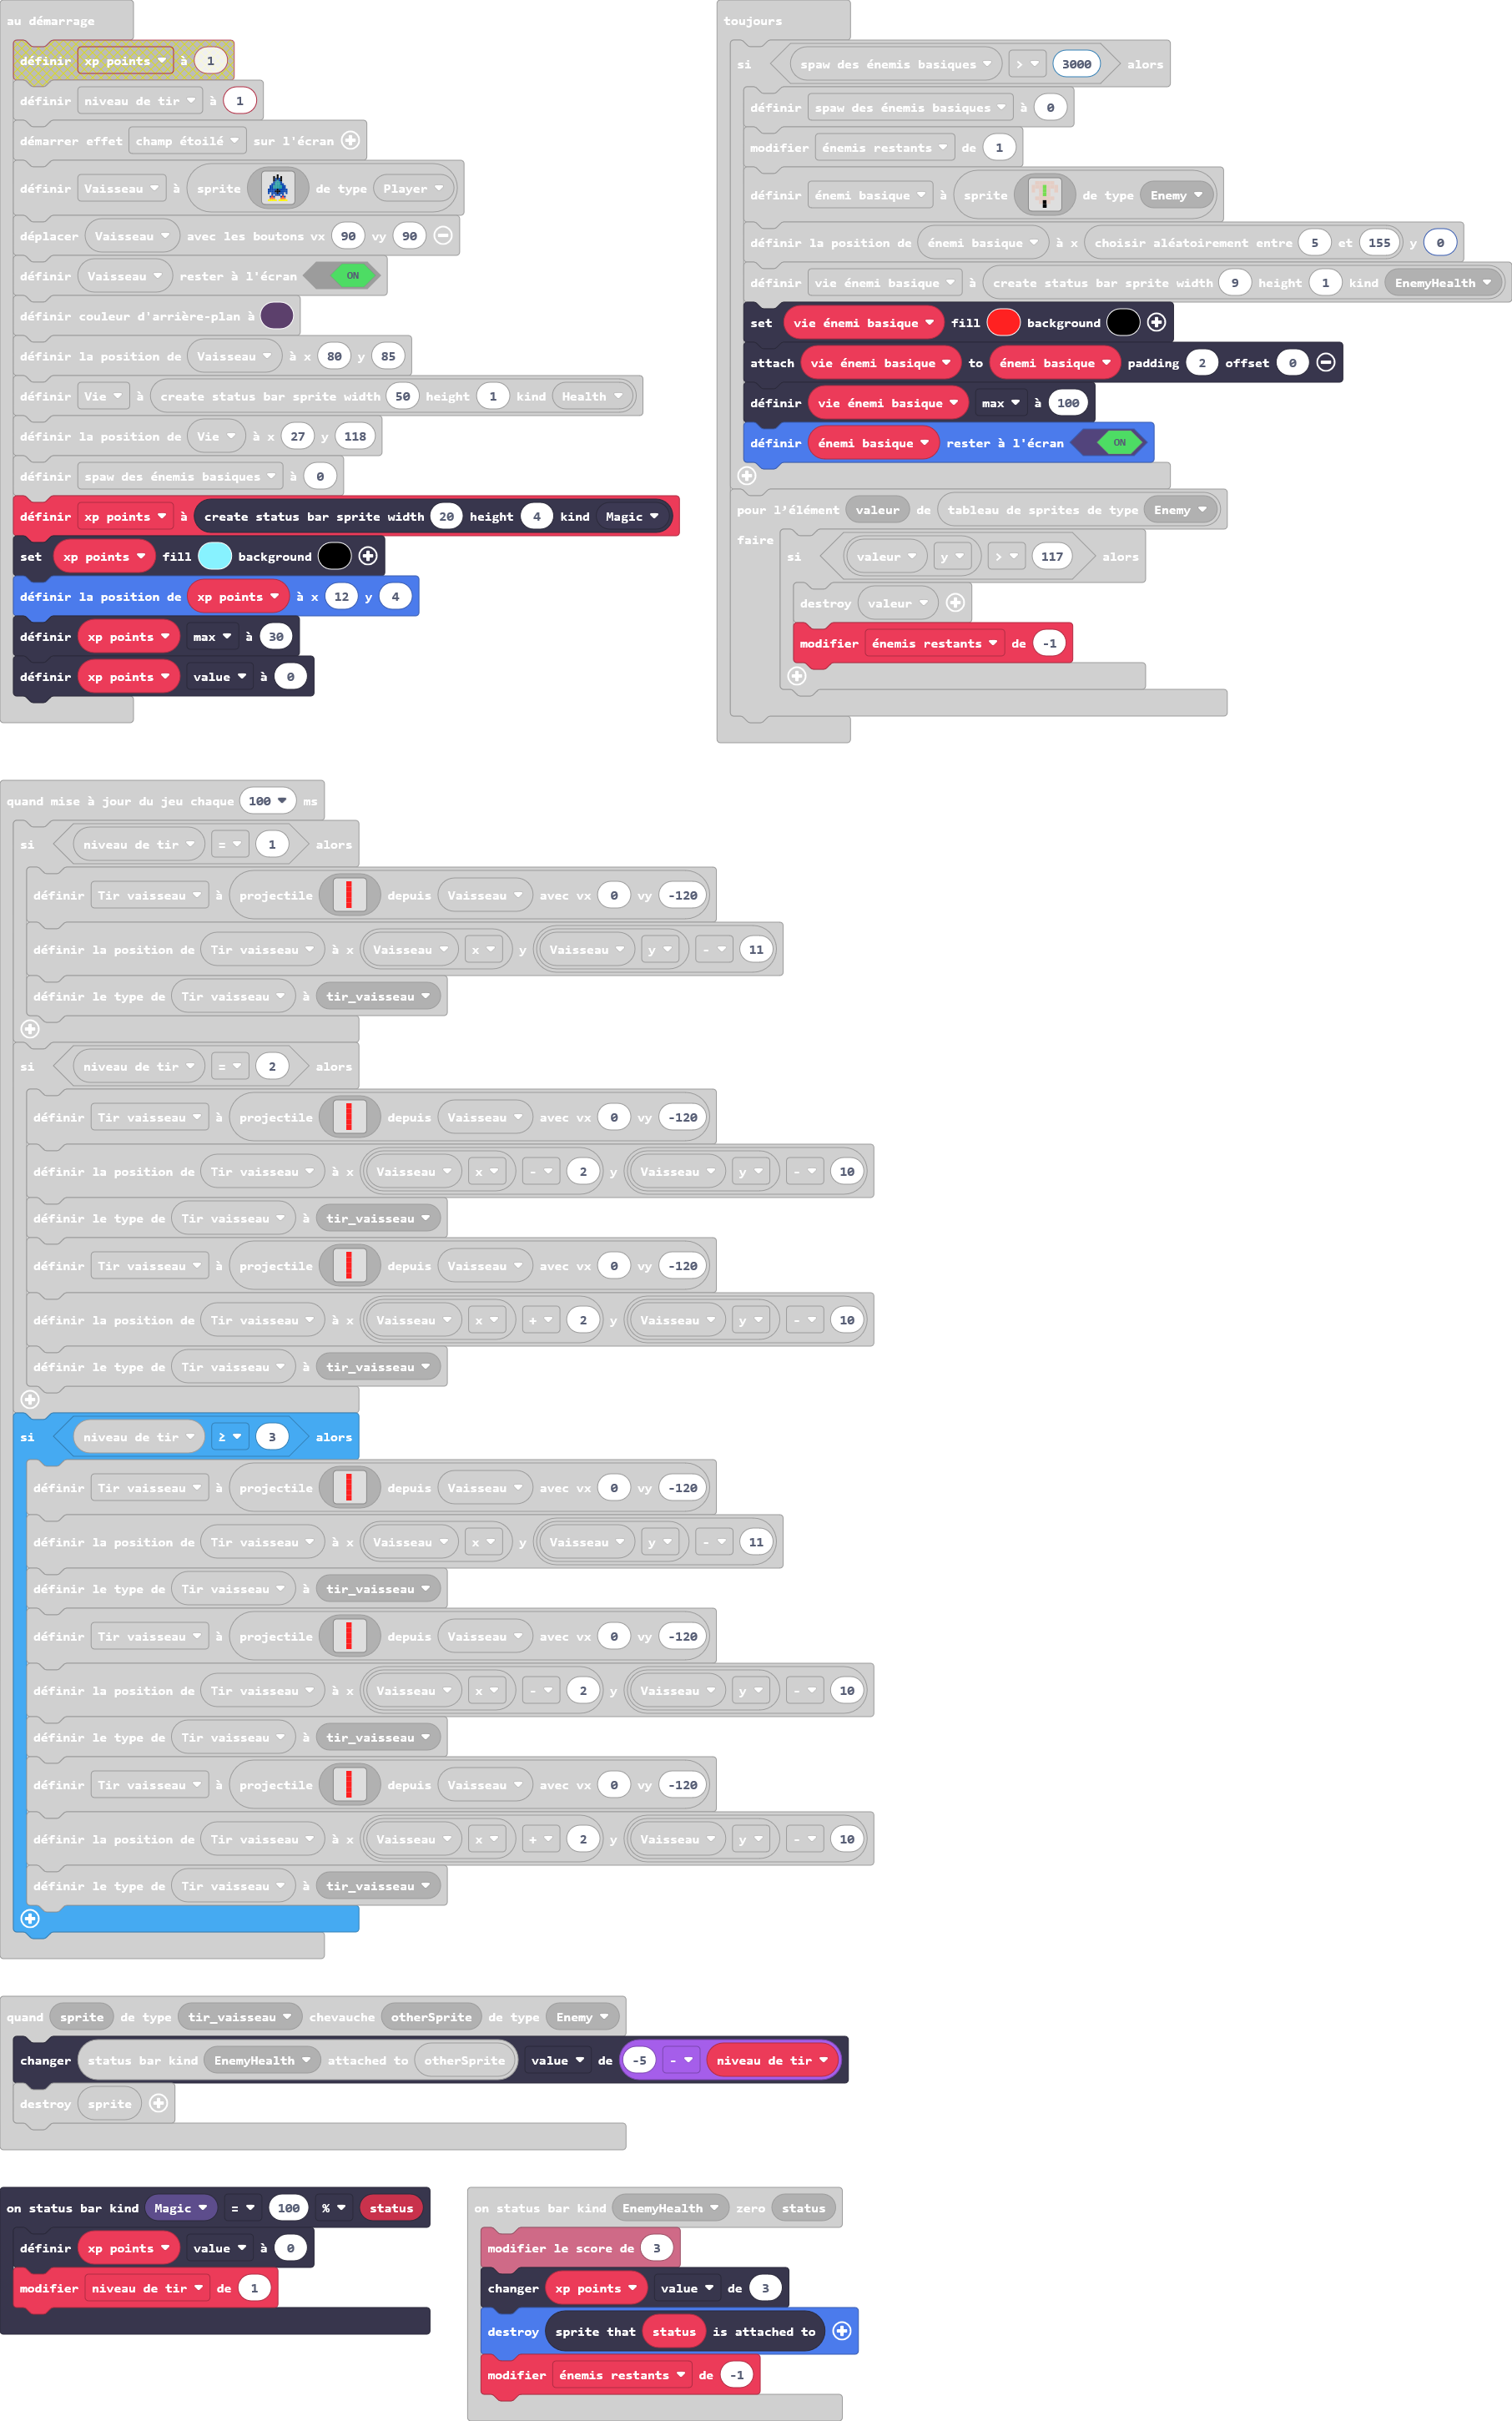 au démarrage
définir xp points à 1
définir niveau de tir à 1
démarrer effet champ étoilé sur l'écran
définir Vaisseau à sprite de type Player
déplacer Vaisseau avec les boutons vx 90 vy 90
définir Vaisseau rester à l'écran ON
définir couleur d'arrière-plan à
définir la position de Vaisseau à x 80 y 85
définir Vie à create status bar sprite width 50 height 1 kind Health
définir la position de Vie à x 27 y 118
définir spaw des énemis basiques à 0
définir xp points à create status bar sprite width 20 height 4 kind Magic
set xp points fill background
définir la position de xp points à x 12 y 4
définir xp points max à 30
définir xp points value à 0
toujours
si spaw des énemis basiques > 3000 alors
définir spaw des énemis basiques à 0
modifier énemis restants de 1
définir énemi basique à sprite de type Enemy
définir la position de énemi basique à x choisir aléatoirement entre 5 et 155 y 0
définir vie énemi basique à create status bar sprite width 9 height 1 kind EnemyHealth
set vie énemi basique fill background
attach vie énemi basique to énemi basique padding 2 offset 0
définir vie énemi basique max à 100
définir énemi basique rester à l'écran ON
pour l'élément valeur de tableau de sprites de type Enemy
faire
si valeur y > 117 alors
destroy valeur
modifier énemis restants de -1
quand mise à jour du jeu chaque 100 ms
si niveau de tir = 1 alors
définir Tir vaisseau à projectile depuis Vaisseau avec vx 0 vy -120
définir la position de Tir vaisseau à x Vaisseau x y Vaisseau y - 11
définir le type de Tir vaisseau à tir_vaisseau
si niveau de tir = 2 alors
définir Tir vaisseau à projectile depuis Vaisseau avec vx 0 vy -120
définir la position de Tir vaisseau à x Vaisseau x - 2 y Vaisseau y - 10
définir le type de Tir vaisseau à tir_vaisseau
définir Tir vaisseau à projectile depuis Vaisseau avec vx 0 vy -120
définir la position de Tir vaisseau à x Vaisseau x + 2 y Vaisseau y - 10
définir le type de Tir vaisseau à tir_vaisseau
si niveau de tir ≥ 3 alors
définir Tir vaisseau à projectile depuis Vaisseau avec vx 0 vy -120
définir la position de Tir vaisseau à x Vaisseau x y Vaisseau y - 11
définir le type de Tir vaisseau à tir_vaisseau
définir Tir vaisseau à projectile depuis Vaisseau avec vx 0 vy -120
définir la position de Tir vaisseau à x Vaisseau x - 2 y Vaisseau y - 10
définir le type de Tir vaisseau à tir_vaisseau
définir Tir vaisseau à projectile depuis Vaisseau avec vx 0 vy -120
définir la position de Tir vaisseau à x Vaisseau x + 2 y Vaisseau y - 10
définir le type de Tir vaisseau à tir_vaisseau
quand sprite de type tir_vaisseau chevauche otherSprite de type Enemy
changer status bar kind EnemyHealth attached to otherSprite value de -5 - niveau de tir
destroy sprite
on status bar kind Magic = 100 % status
définir xp points value à 0
modifier niveau de tir de 1
on status bar kind EnemyHealth zero status
modifier le score de 3
changer xp points value de 3
destroy sprite that status is attached to
modifier énemis restants de -1